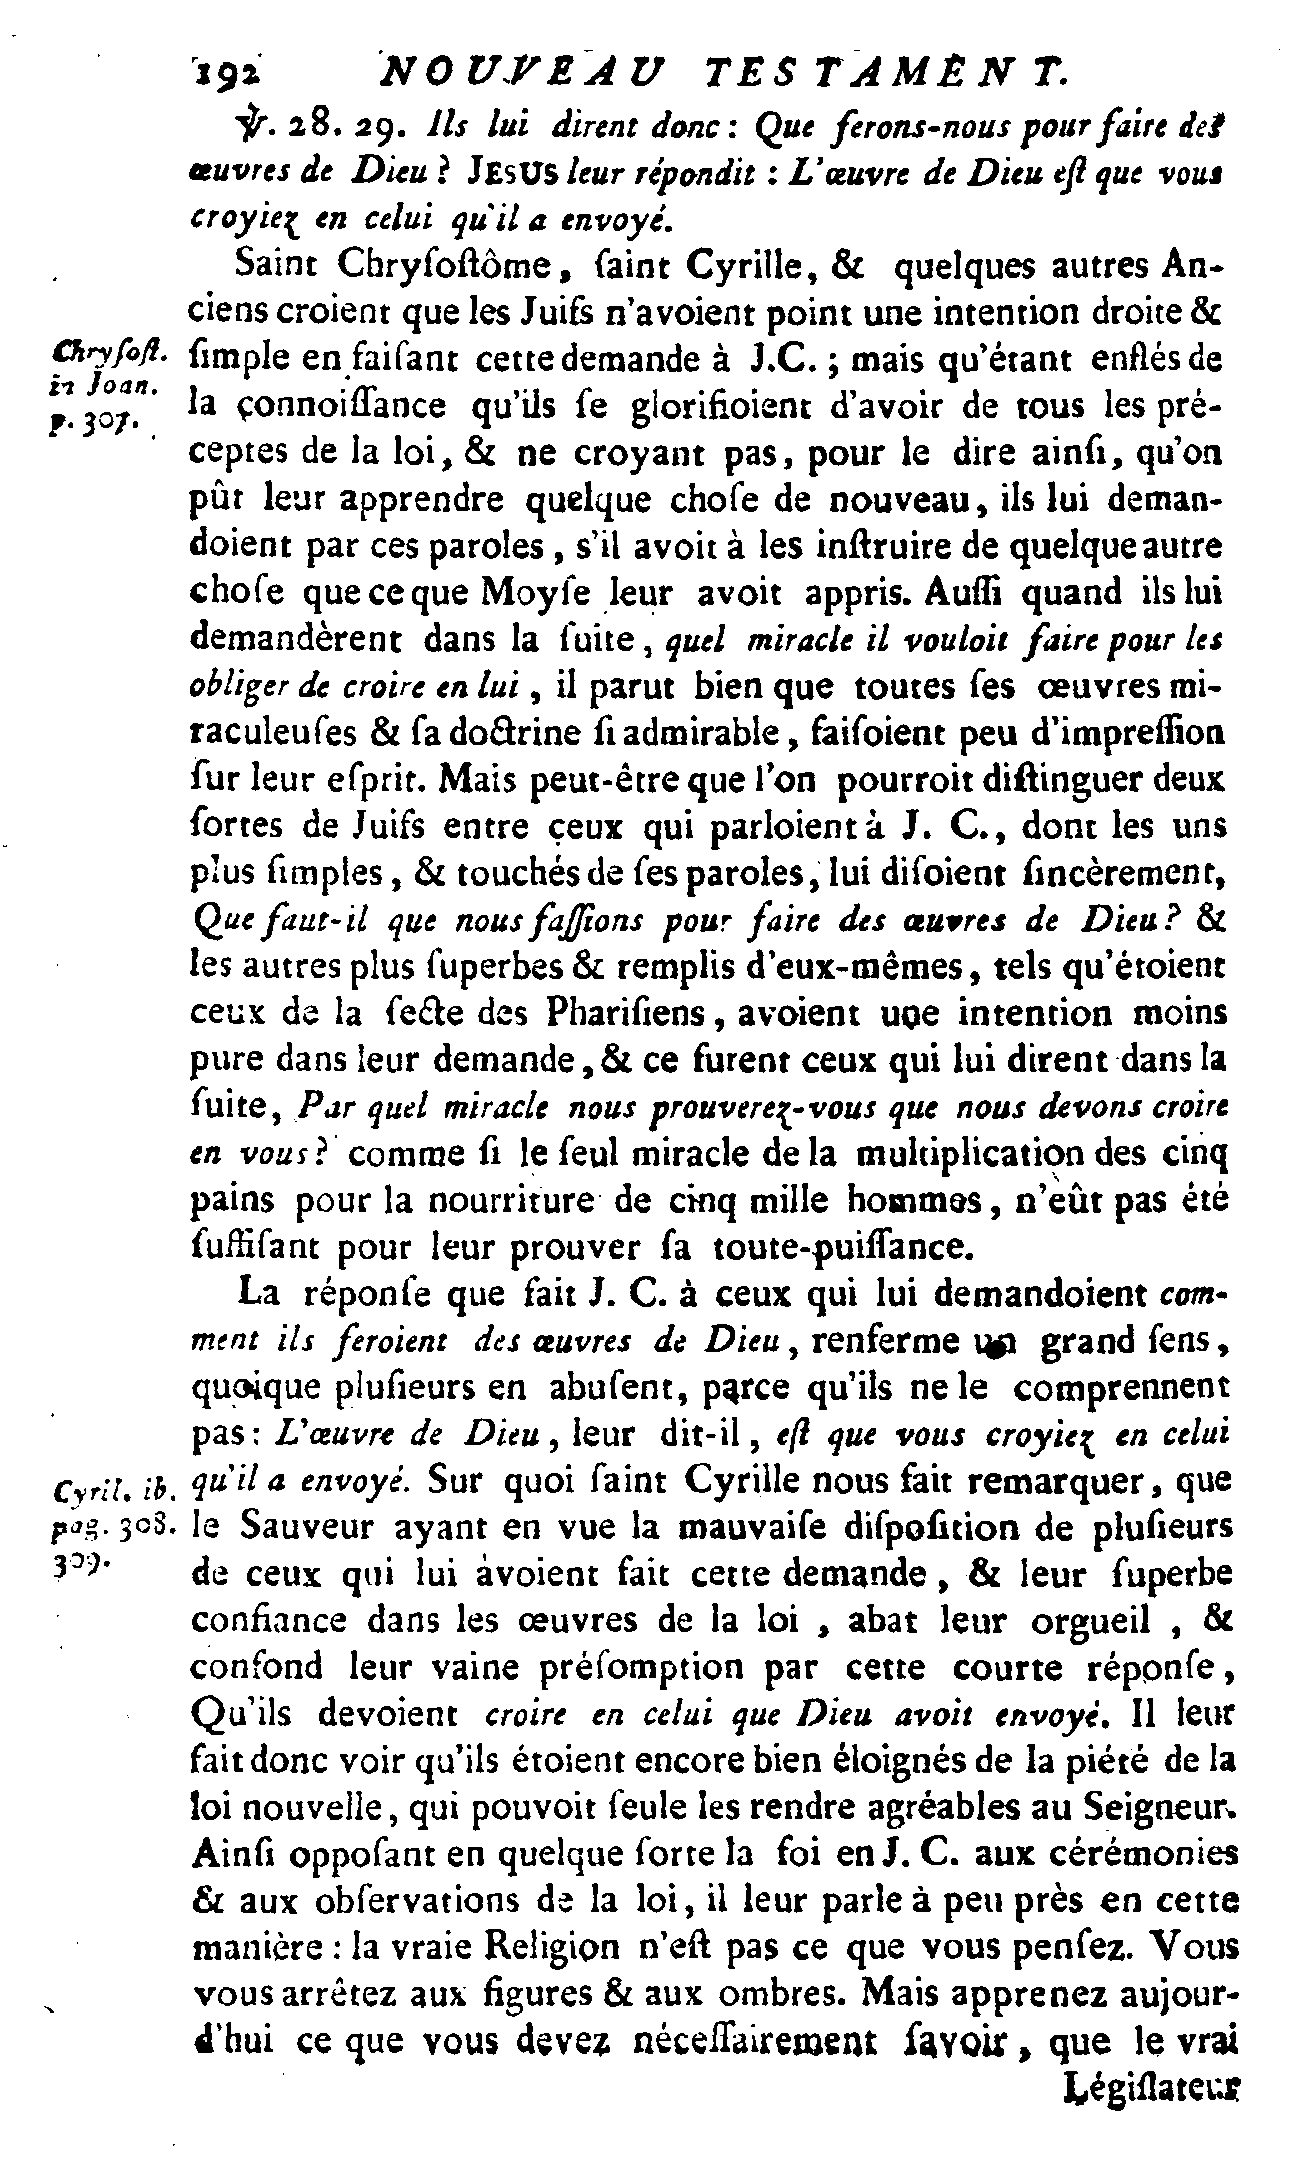 192 NOUVEAU TESTAMENT.
℣. 28. 29. Ils lui dirent donc : Que ferons-nous pour faire des
œuvres de Dieu ? JESUS leur répondit : L'œuvre de Dieu eſt que vous
croyiez en celui qu'il a envoyé.
Saint Chryſoſtôme, ſaint Cyrille, & quelques autres An-
ciens croient que les Juifs n'avoient point une intention droite &
Chryſoſt.
in Joan.
p. 307.
ſimple en faiſant cette demande à J.C. ; mais qu'étant enflés de
la connoiſſance qu'ils ſe glorifioient d'avoir de tous les pré-
ceptes de la loi, & ne croyant pas, pour le dire ainſi, qu'on
pût leur apprendre quelque choſe de nouveau, ils lui deman-
doient par ces paroles, s'il avoit à les inſtruire de quelque autre
choſe que ce que Moyſe leur avoit appris. Auſſi quand ils lui
demandèrent dans la ſuite, quel miracle il vouloit faire pour les
obliger de croire en lui, il parut bien que toutes ſes œuvres mi-
raculeuſes & ſa doctrine ſi admirable, faiſoient peu d'impreſſion
ſur leur eſprit. Mais peut-être que l'on pourroit diſtinguer deux
ſortes de Juifs entre ceux qui parloient à J. C., dont les uns
plus ſimples, & touchés de ſes paroles, lui diſoient ſincèrement,
Que faut-il que nous faſſions pour faire des œuvres de Dieu ? &
les autres plus ſuperbes & remplis d'eux-mêmes, tels qu'étoient
ceux de la ſecte des Phariſiens, avoient une intention moins
pure dans leur demande, & ce furent ceux qui lui dirent dans la
ſuite, Par quel miracle nous prouverez-vous que nous devons croire
en vous ? comme ſi le ſeul miracle de la multiplication des cinq
pains pour la nourriture de cinq mille hommes, n'eût pas été
ſuffiſant pour leur prouver ſa toute-puiſſance.
La réponſe que fait J. C. à ceux qui lui demandoient com-
ment ils feroient des œuvres de Dieu, renferme un grand ſens,
quoique pluſieurs en abuſent, parce qu'ils ne le comprennent
pas : L'œuvre de Dieu, leur dit-il, eſt que vous croyiez en celui
Cyril. ib.
pag. 308.
309.
qu'il a envoyé. Sur quoi ſaint Cyrille nous fait remarquer, que
le Sauveur ayant en vue la mauvaiſe diſpoſition de pluſieurs
de ceux qui lui avoient fait cette demande, & leur ſuperbe
confiance dans les œuvres de la loi, abat leur orgueil, &
confond leur vaine préſomption par cette courte réponſe,
Qu'ils devoient croire en celui que Dieu avoit envoyé. Il leur
fait donc voir qu'ils étoient encore bien éloignés de la piété de la
loi nouvelle, qui pouvoit ſeule les rendre agréables au Seigneur.
Ainſi oppoſant en quelque ſorte la foi en J. C. aux cérémonies
& aux obſervations de la loi, il leur parle à peu près en cette
manière : la vraie Religion n'eſt pas ce que vous penſez. Vous
vous arrêtez aux figures & aux ombres. Mais apprenez aujour-
d'hui ce que vous devez néceſſairement ſavoir, que le vrai
Légiſlateur